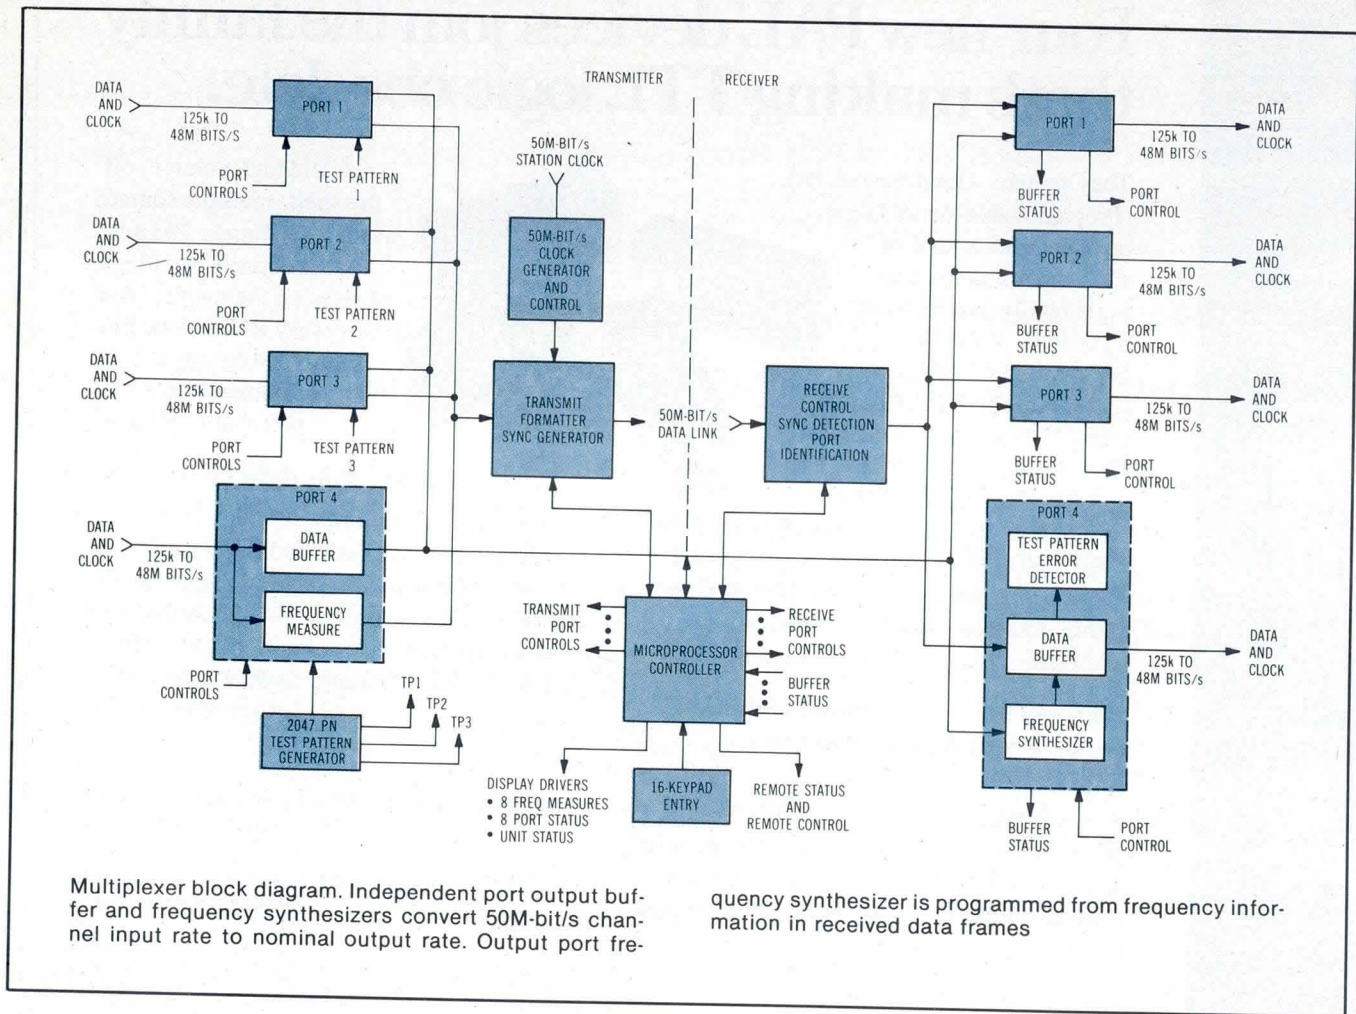 TRANSMITTER
RECEIVER
DATA
AND
CLOCK
125k TO
48M BITS/S
PORT 1
PORT
CONTROLS
TEST PATTERN
1
DATA
AND
CLOCK
125k TO
48M BITS/s
PORT 2
PORT
CONTROLS
TEST PATTERN
2
DATA
AND
CLOCK
125k TO
48M BITS/s
PORT 3
PORT
CONTROLS
TEST PATTERN
3
PORT 4
DATA
AND
CLOCK
125k TO
48M BITS/s
DATA
BUFFER
FREQUENCY
MEASURE
PORT
CONTROLS
2047 PN
TEST PATTERN
GENERATOR
TP1
TP2
TP3
50M-BIT/s
STATION CLOCK
50M-BIT/s
CLOCK
GENERATOR
AND
CONTROL
TRANSMIT
FORMATTER
SYNC GENERATOR
50M-BIT/s
DATA LINK
RECEIVE
CONTROL
SYNC DETECTION
PORT
IDENTIFICATION
TRANSMIT
PORT
CONTROLS
MICROPROCESSOR
CONTROLLER
RECEIVE
PORT
CONTROLS
BUFFER
STATUS
DISPLAY DRIVERS
• 8 FREQ MEASURES
• 8 PORT STATUS
• UNIT STATUS
16-KEYPAD
ENTRY
REMOTE STATUS
AND
REMOTE CONTROL
PORT 1
125k TO
48M BITS/S
DATA
AND
CLOCK
BUFFER
STATUS
PORT
CONTROL
PORT 2
125k TO
48M BITS/s
DATA
AND
CLOCK
BUFFER
STATUS
PORT
CONTROL
PORT 3
125k TO
48M BITS/s
DATA
AND
CLOCK
BUFFER
STATUS
PORT
CONTROL
PORT 4
TEST PATTERN
ERROR
DETECTOR
DATA
BUFFER
FREQUENCY
SYNTHESIZER
125k TO
48M BITS/s
DATA
AND
CLOCK
BUFFER
STATUS
PORT
CONTROL
Multiplexer block diagram. Independent port output buf-
fer and frequency synthesizers convert 50M-bit/s chan-
nel input rate to nominal output rate. Output port fre-
quency synthesizer is programmed from frequency infor-
mation in received data frames